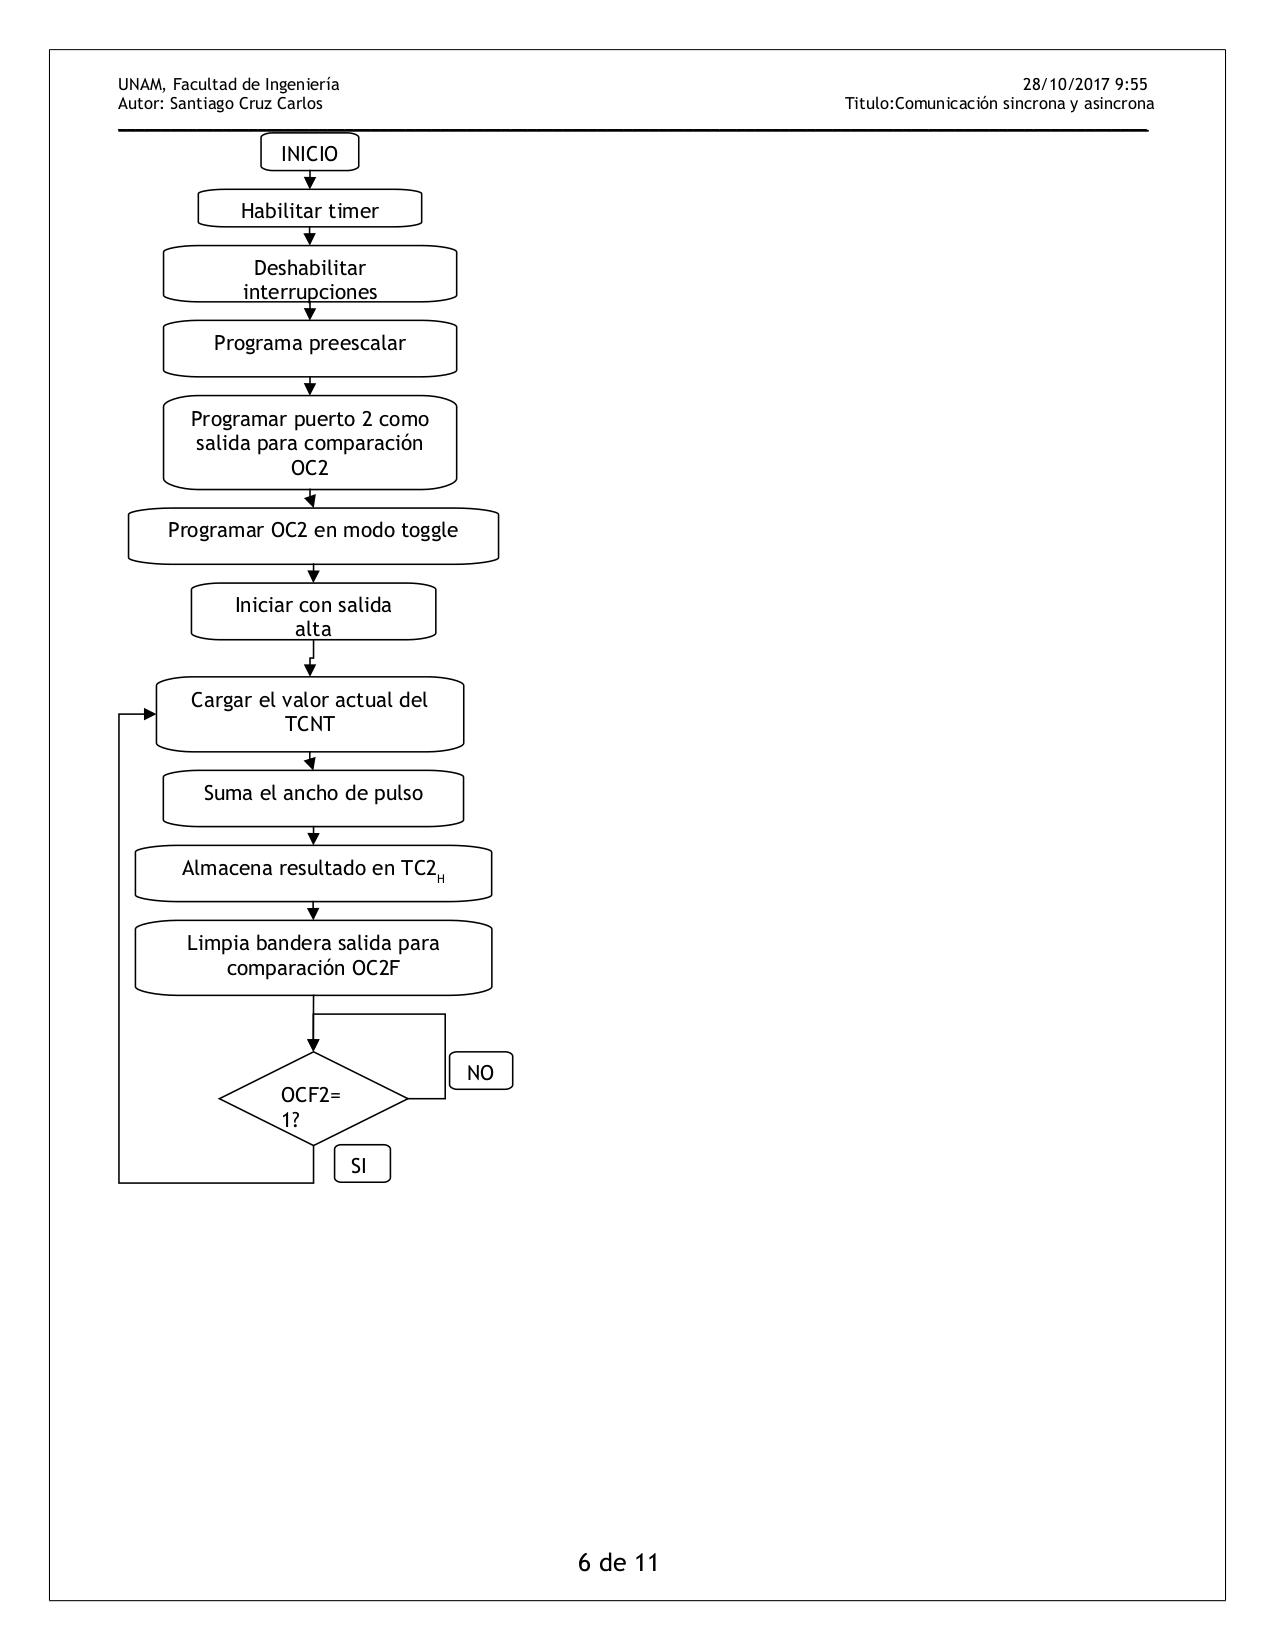 UNAM, Facultad de Ingeniería
28/10/2017 9:55
Autor: Santiago Cruz Carlos
Titulo:Comunicación sincrona y asincrona
INICIO
Habilitar timer
Deshabilitar
interrupciones
Programa preescalar
Programar puerto 2 como
salida para comparación
OC2
Programar OC2 en modo toggle
Iniciar con salida
alta
Cargar el valor actual del
TCNT
Suma el ancho de pulso
Almacena resultado en TC2H
Limpia bandera salida para
comparación OC2F
NO
OCF2=
1?
SI
6 de 11